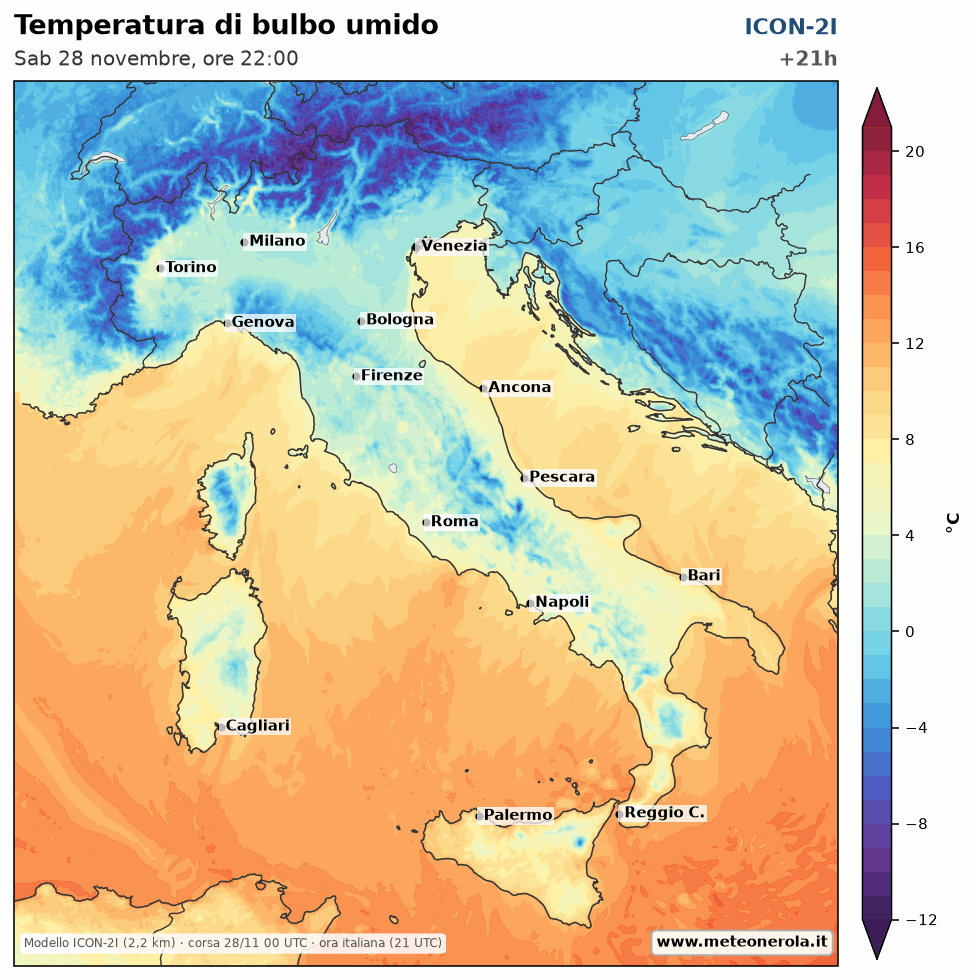 Temperatura di bulbo umido
ICON-2I
Sab 28 novembre, ore 22:00
+21h
Milano
Venezia
Torino
Genova
Bologna
Firenze
Ancona
Pescara
Roma
Bari
Napoli
Cagliari
Palermo
Reggio C.
20
16
12
8
4
0
−4
−8
−12
°C
Modello ICON-2I (2,2 km) · corsa 28/11 00 UTC · ora italiana (21 UTC)
www.meteonerola.it